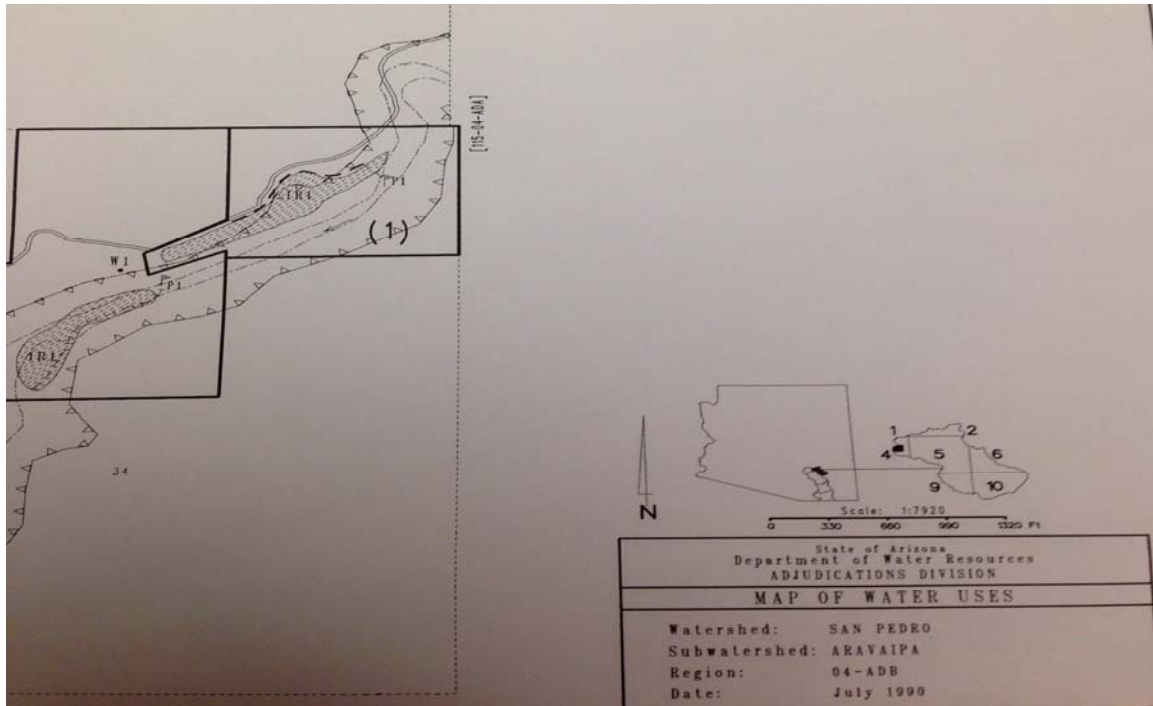 [115-04-ADA]
IR1
P1
(1)
W1
P1
IR1
34
1
2
4
5
6
9
10
N
Scale: 1:7920
0 330 660 990 1320 Ft
State of Arizona
Department of Water Resources
ADJUDICATIONS DIVISION
MAP OF WATER USES
Watershed: SAN PEDRO
Subwatershed: ARAVAIPA
Region: 04-ADB
Date: July 1990